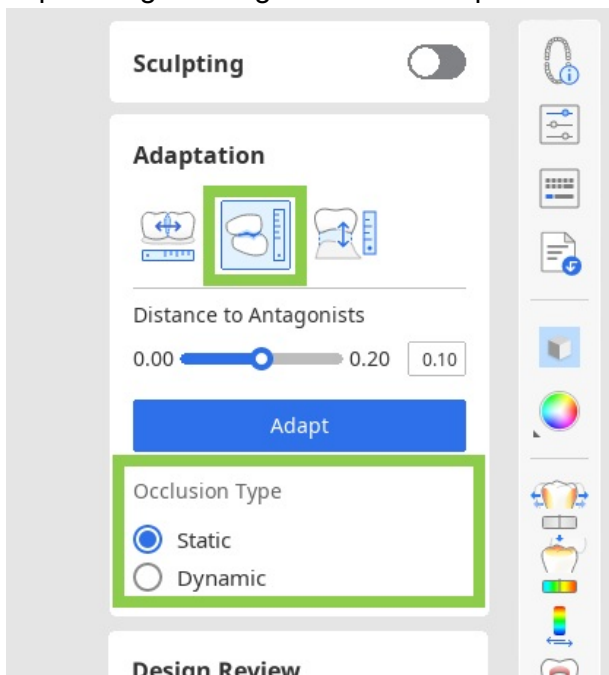 Sculpting
Adaptation
Distance to Antagonists
0.00 0.20 0.10
Adapt
Occlusion Type
Static
Dynamic
Design Review